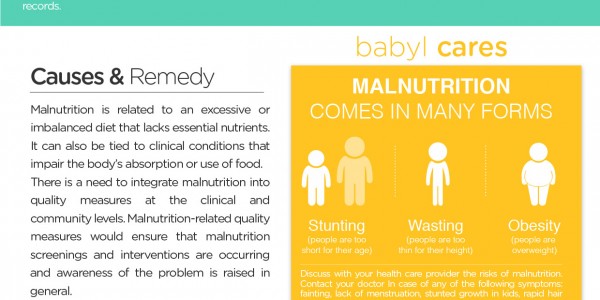 records.
Causes & Remedy
Malnutrition is related to an excessive or
imbalanced diet that lacks essential nutrients.
It can also be tied to clinical conditions that
impair the body's absorption or use of food.
There is a need to integrate malnutrition into
quality measures at the clinical and
community levels. Malnutrition-related quality
measures would ensure that malnutrition
screenings and interventions are occurring
and awareness of the problem is raised in
general.
babyl cares
MALNUTRITION
COMES IN MANY FORMS
Stunting
(people are too
short for their age)
Wasting
(people are too
thin for their height)
Obesity
(people are
overweight)
Discuss with your health care provider the risks of malnutrition.
Contact your doctor in case of any of the following symptoms:
fainting, lack of menstruation, stunted growth in kids, rapid hair